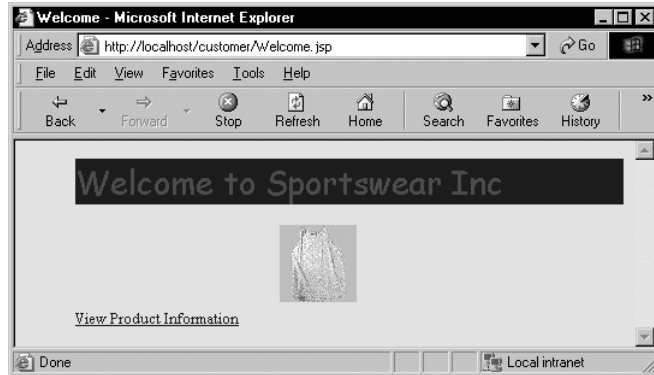 Welcome - Microsoft Internet Explorer
Address http://localhost/customer/Welcome.jsp Go
File Edit View Favorites Tools Help
Back Forward Stop Refresh Home Search Favorites History »
Welcome to Sportswear Inc
View Product Information
Done Local intranet